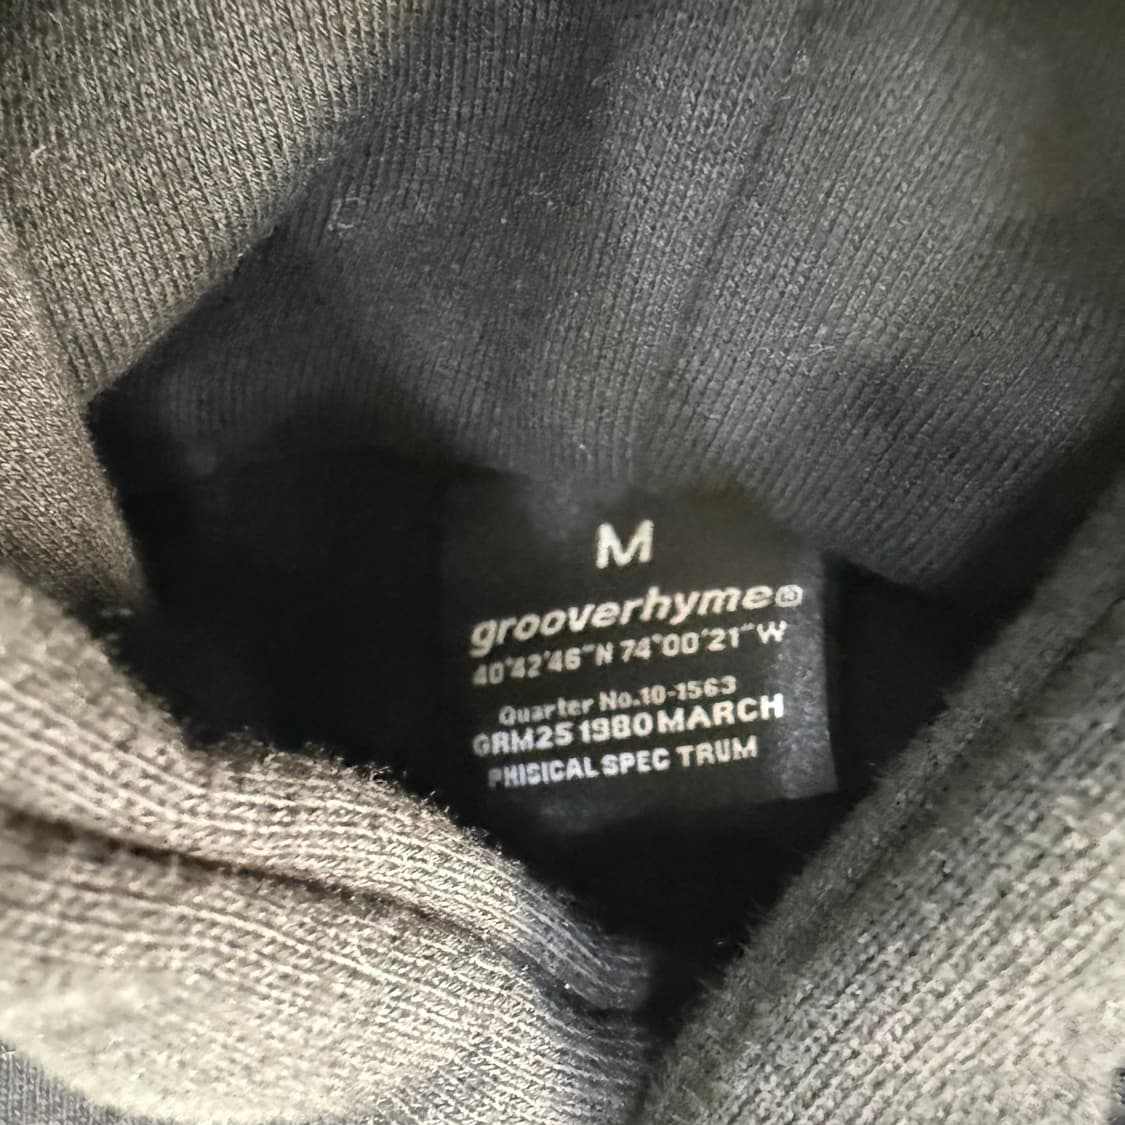 M
grooverhyme®
40°42'46"N 74°00'21"W
Quarter No.10-1563
GRM25 1980 MARCH
PHISICAL SPEC TRUM